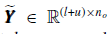 Ỹ ∈ ℝ^{(l+u)×n_o}